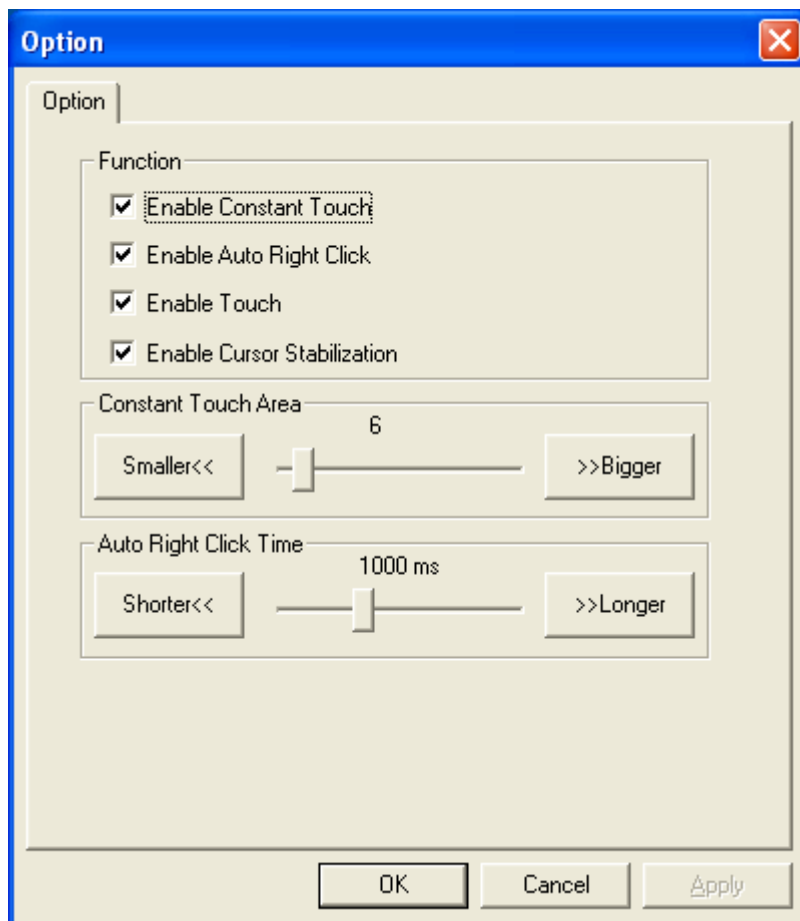 Option
Option
Function
Enable Constant Touch
Enable Auto Right Click
Enable Touch
Enable Cursor Stabilization
Constant Touch Area
6
Smaller<<
>>Bigger
Auto Right Click Time
1000 ms
Shorter<<
>>Longer
OK
Cancel
Apply